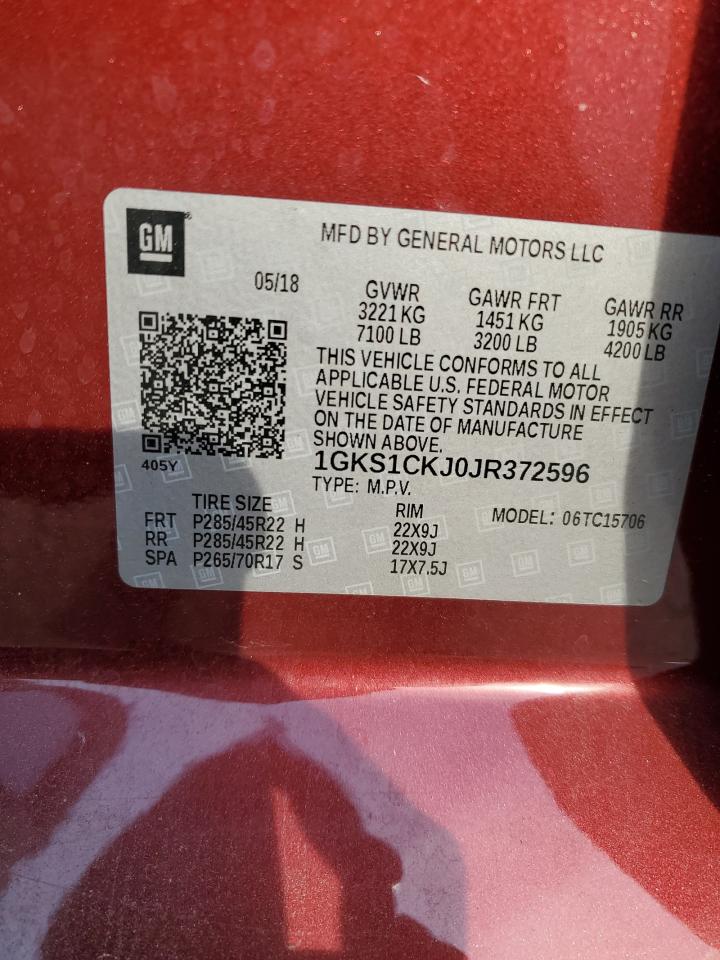 GM
MFD BY GENERAL MOTORS LLC
05/18
GVWR GAWR FRT GAWR RR
3221 KG 1451 KG 1905 KG
7100 LB 3200 LB 4200 LB
THIS VEHICLE CONFORMS TO ALL
APPLICABLE U.S. FEDERAL MOTOR
VEHICLE SAFETY STANDARDS IN EFFECT
ON THE DATE OF MANUFACTURE
SHOWN ABOVE.
405Y
1GKS1CKJ0JR372596
TYPE: M.P.V.
TIRE SIZE RIM MODEL: 06TC15706
FRT P285/45R22 H 22X9J
RR P285/45R22 H 22X9J
SPA P265/70R17 S 17X7.5J